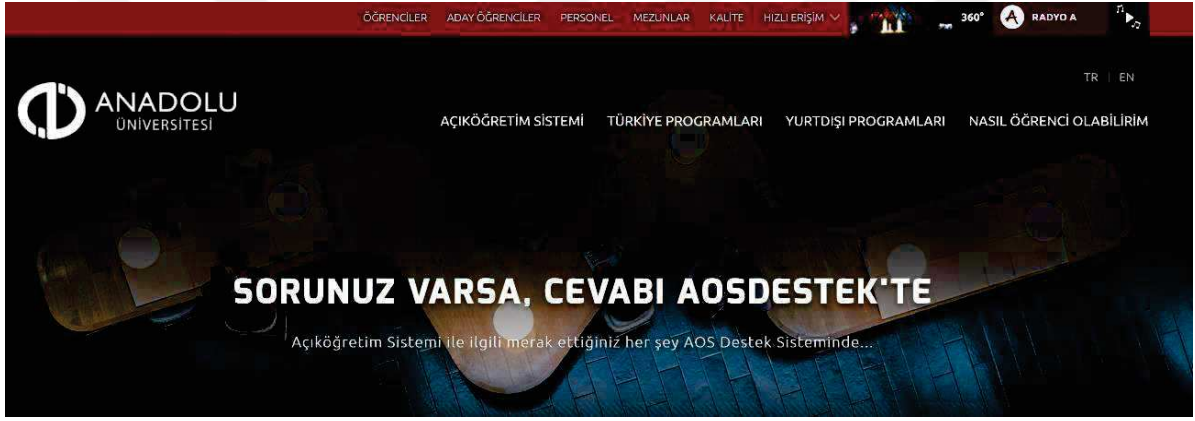 ÖĞRENCİLER ADAY ÖĞRENCİLER PERSONEL MEZUNLAR KALİTE HIZLI ERİŞİM 360° RADYO A
TR | EN
ANADOLU
ÜNİVERSİTESİ
AÇIKÖĞRETİM SİSTEMİ TÜRKİYE PROGRAMLARI YURTDIŞI PROGRAMLARI NASIL ÖĞRENCİ OLABİLİRİM
SORUNUZ VARSA, CEVABI AOSDESTEK'TE
Açıköğretim Sistemi ile ilgili merak ettiğiniz her şey AOS Destek Sisteminde...